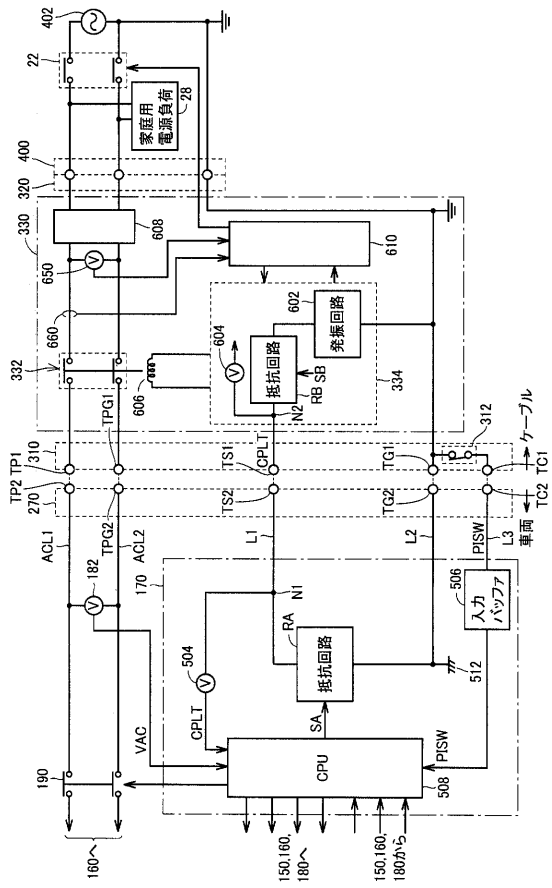 402
22
家庭用
電源負荷
28
400
320
330
608
650
660
610
332
606
604
602
発振回路
抵抗回路
RB
SB
N2
334
TP1
310
TPG1
TS1
CPLT
TG1
312
ケーブル
TC1
TP2
270
TPG2
TS2
TG2
TC2
車両
ACL1
ACL2
182
170
L1
L2
L3
PISW
N1
504
CPLT
RA
抵抗回路
506
入力
バッファ
512
VAC
SA
190
CPU
508
PISW
160へ
150,160,
180へ
150,160,
180から